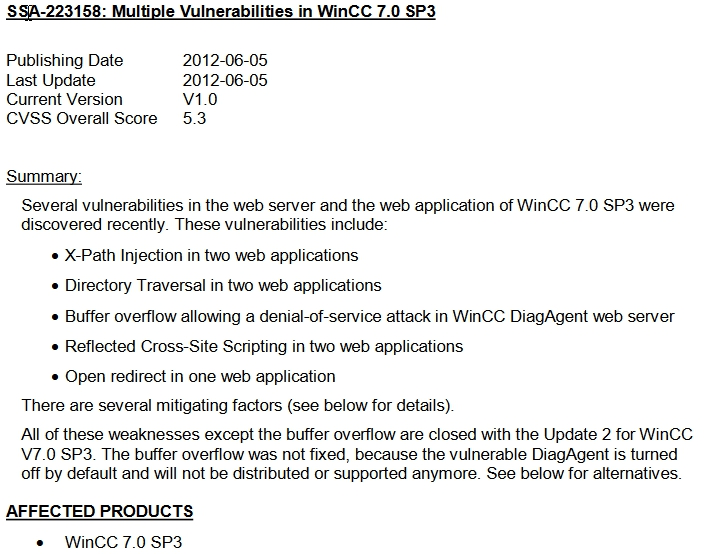 SSA-223158: Multiple Vulnerabilities in WinCC 7.0 SP3
Publishing Date 2012-06-05
Last Update 2012-06-05
Current Version V1.0
CVSS Overall Score 5.3
Summary:
Several vulnerabilities in the web server and the web application of WinCC 7.0 SP3 were
discovered recently. These vulnerabilities include:
• X-Path Injection in two web applications
• Directory Traversal in two web applications
• Buffer overflow allowing a denial-of-service attack in WinCC DiagAgent web server
• Reflected Cross-Site Scripting in two web applications
• Open redirect in one web application
There are several mitigating factors (see below for details).
All of these weaknesses except the buffer overflow are closed with the Update 2 for WinCC
V7.0 SP3. The buffer overflow was not fixed, because the vulnerable DiagAgent is turned
off by default and will not be distributed or supported anymore. See below for alternatives.
AFFECTED PRODUCTS
• WinCC 7.0 SP3